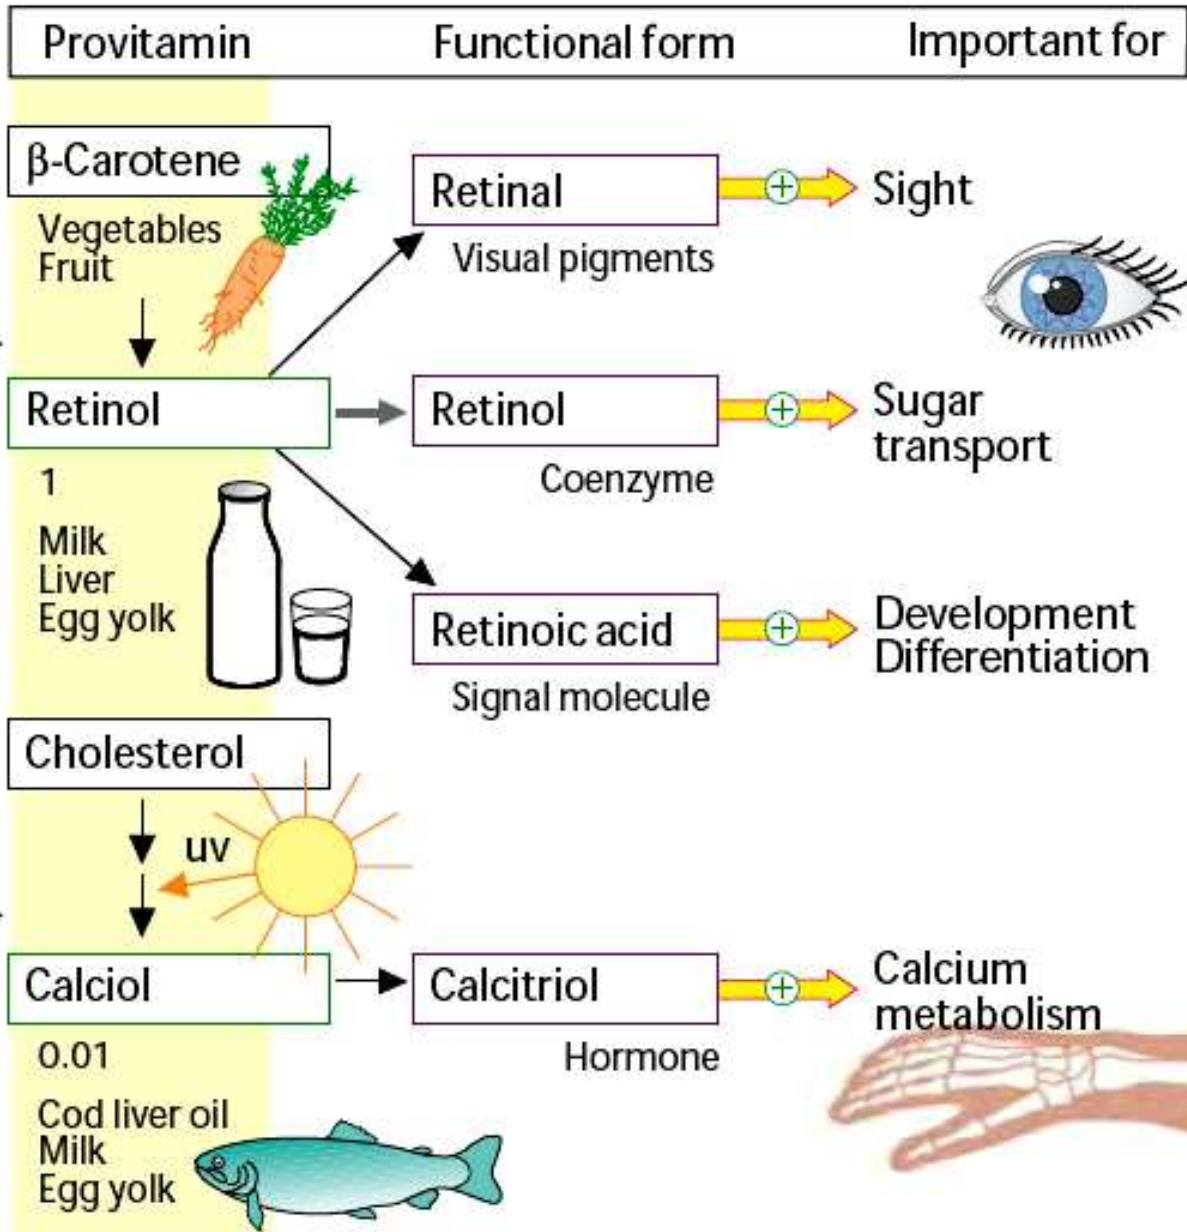 Provitamin Functional form Important for
β-Carotene
Vegetables
Fruit
Retinal
Visual pigments
Sight
Retinol
1
Milk
Liver
Egg yolk
Retinol
Coenzyme
Sugar
transport
Retinoic acid
Signal molecule
Development
Differentiation
Cholesterol
uv
Calciol
0.01
Cod liver oil
Milk
Egg yolk
Calcitriol
Hormone
Calcium
metabolism